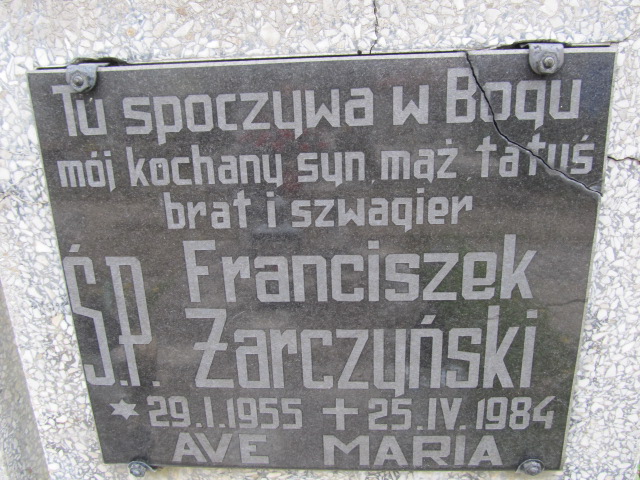 Tu spoczywa w Bogu
mój kochany syn, mąż, tatuś
brat i szwagier
Ś.P. Franciszek
Żarczyński
29.I.1955 + 25.IV.1984
AVE MARIA